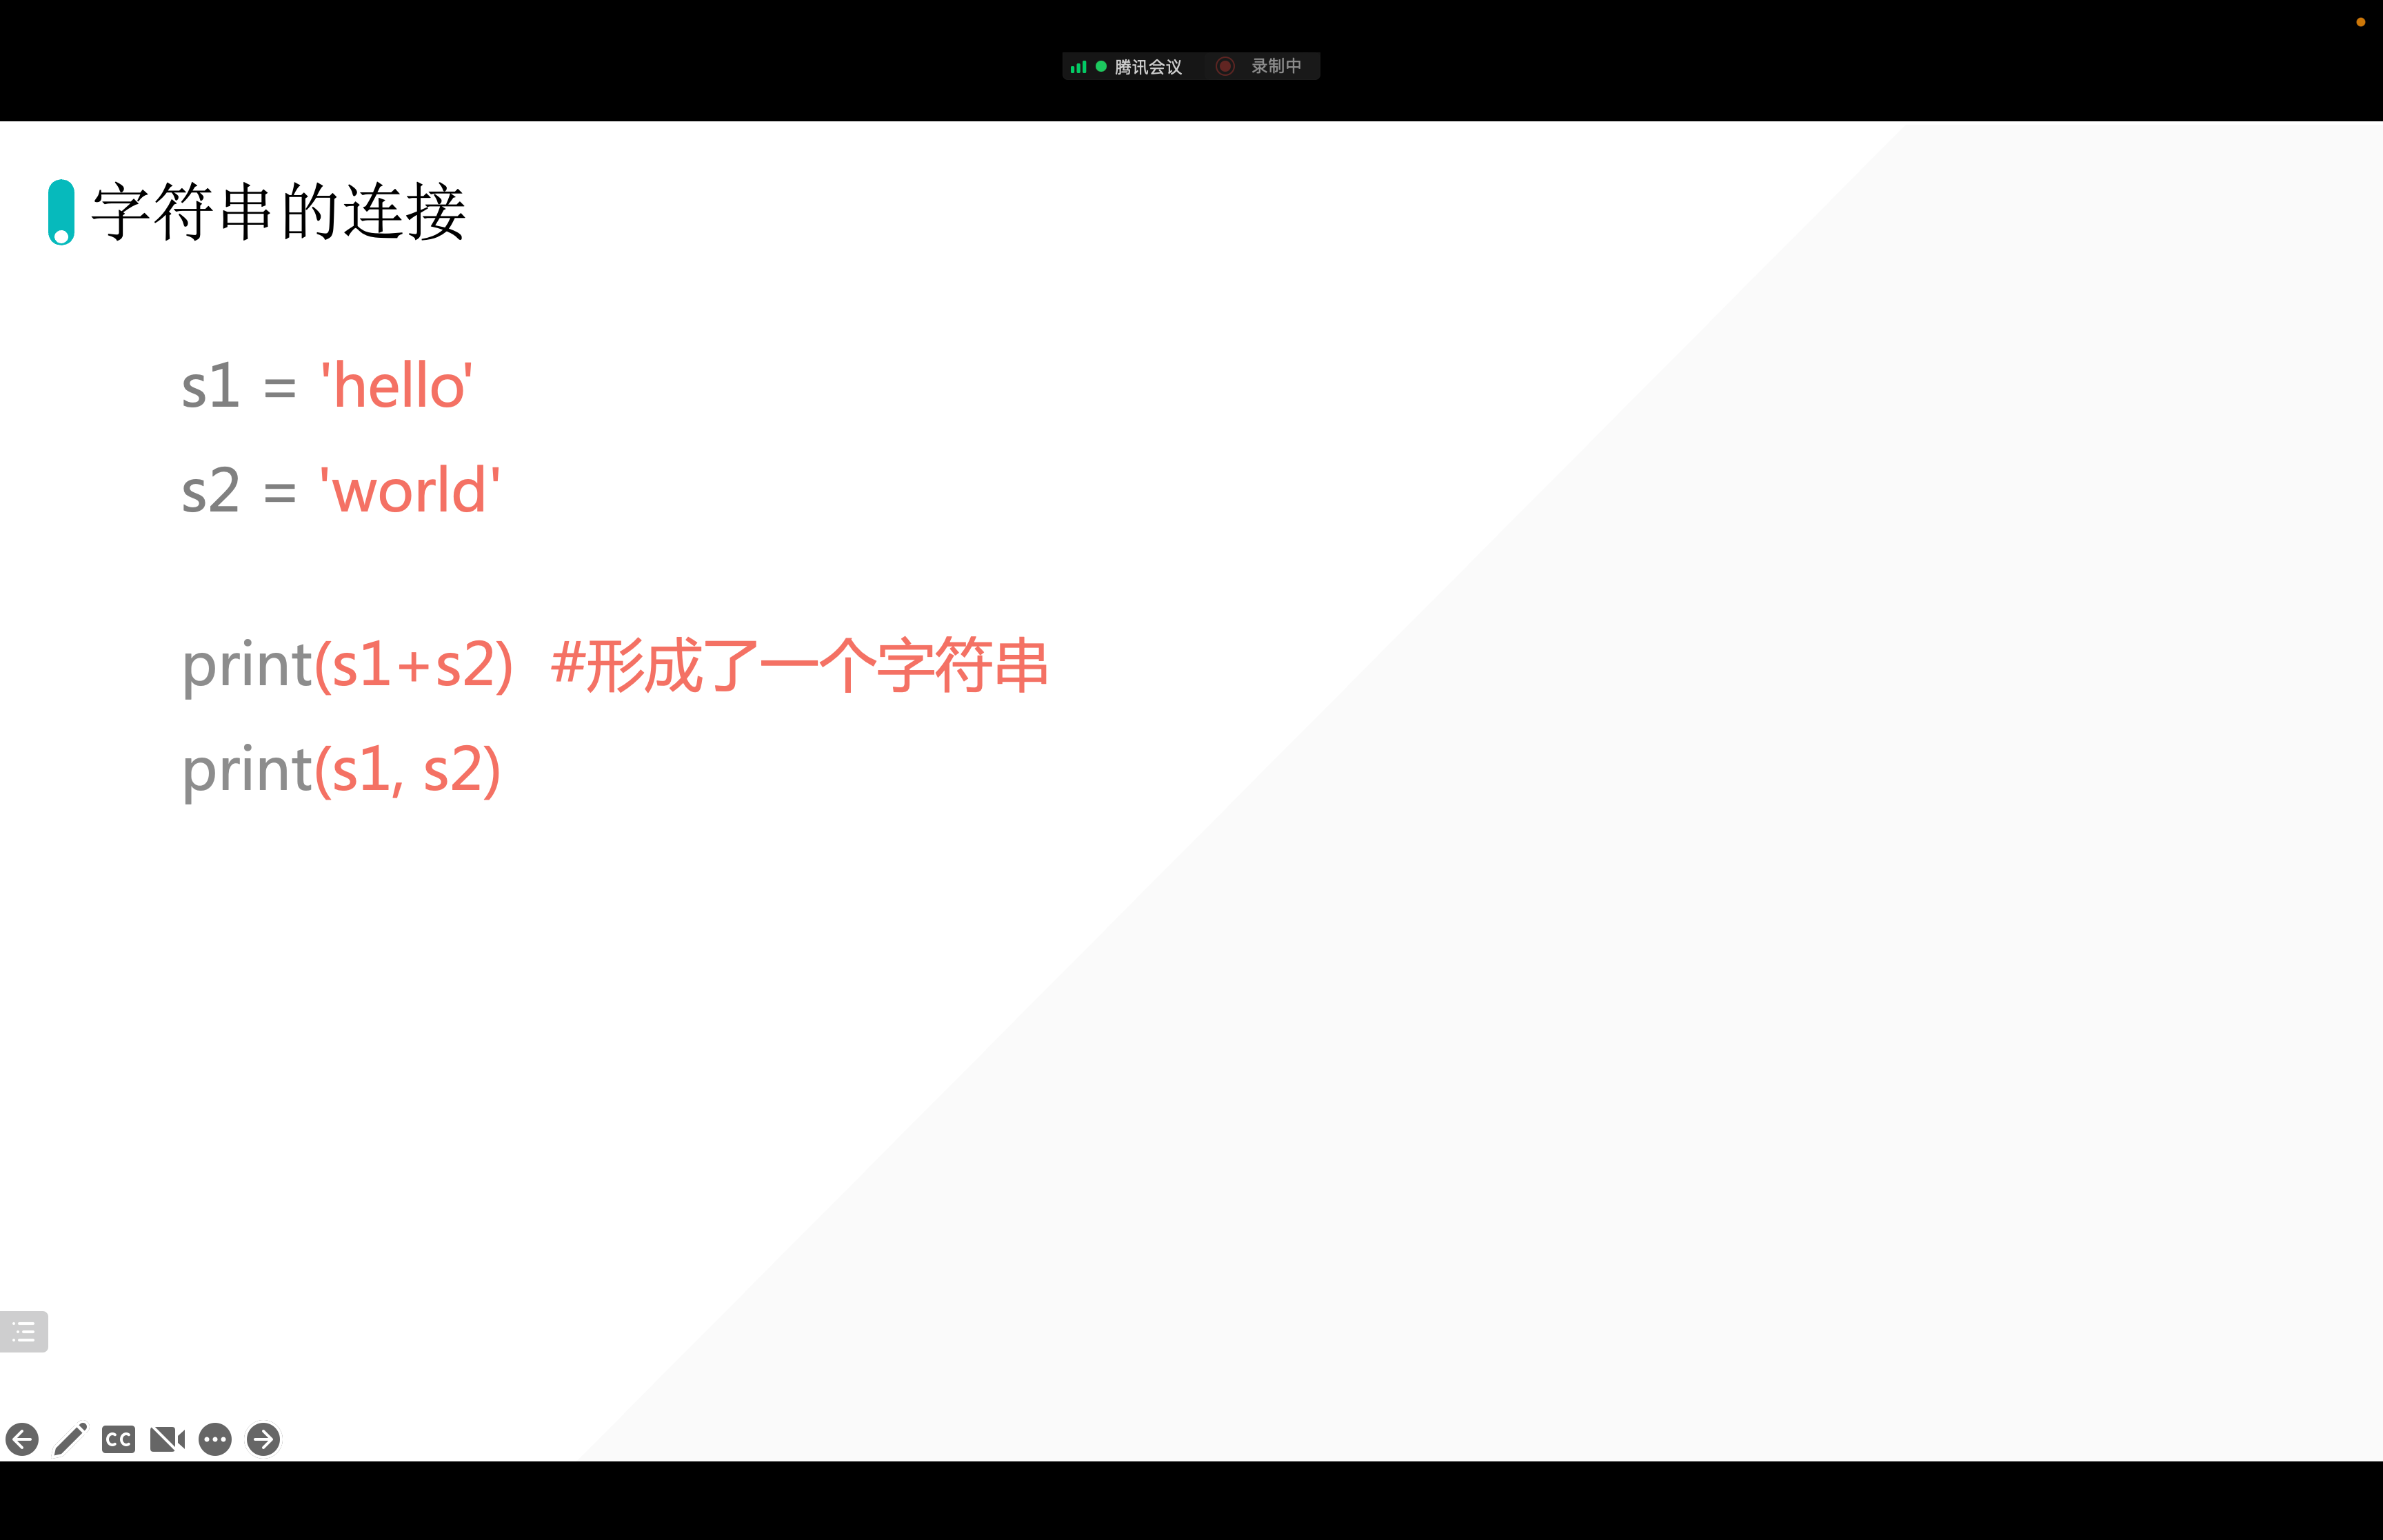 腾讯会议 录制中
字符串的连接
s1 = 'hello'
s2 = 'world'
print(s1+s2) #形成了一个字符串
print(s1, s2)
CC